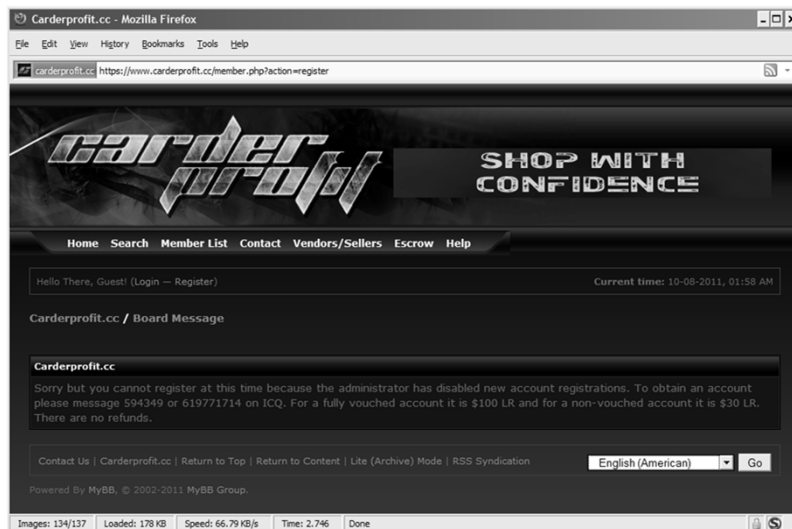 Carderprofit.cc - Mozilla Firefox
File Edit View History Bookmarks Tools Help
carderprofit.cc https://www.carderprofit.cc/member.php?action=register
carder
profit
SHOP WITH
CONFIDENCE
Home Search Member List Contact Vendors/Sellers Escrow Help
Hello There, Guest! (Login — Register) Current time: 10-08-2011, 01:58 AM
Carderprofit.cc / Board Message
Carderprofit.cc
Sorry but you cannot register at this time because the administrator has disabled new account registrations. To obtain an account
please message 594349 or 619771714 on ICQ. For a fully vouched account it is $100 LR and for a non-vouched account it is $30 LR.
There are no refunds.
Contact Us | Carderprofit.cc | Return to Top | Return to Content | Lite (Archive) Mode | RSS Syndication English (American) Go
Powered By MyBB, © 2002-2011 MyBB Group.
Images: 134/137 Loaded: 178 KB Speed: 66.79 KB/s Time: 2.746 Done